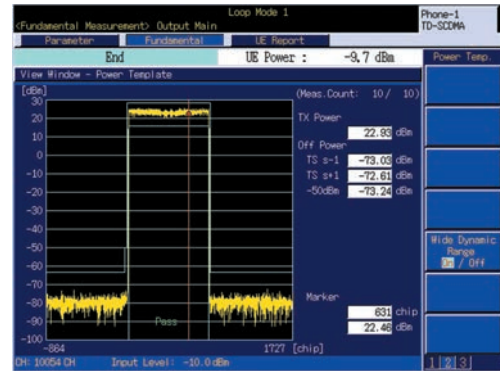 Loop Mode 1
<Fundamental Measurement> Output Main
Phone-1
TD-SCDMA
Parameter
Fundamental
UE Report
End
UE Power : -9.7 dBm
Power Temp.
View Window - Power Template
[dBm]
(Meas.Count: 10/ 10)
30
20
10
0
-10
-20
-30
-40
-50
-60
-70
-80
-90
-100
TX Power
22.93 dBm
Off Power
TS s-1 -73.03 dBm
TS s+1 -72.61 dBm
-50dBm -73.24 dBm
Wide Dynamic
Range
On / Off
Marker
631 chip
22.46 dBm
Pass
-864
1727 [chip]
CH: 10054 CH Input Level: -10.0 dBm
1 2 3